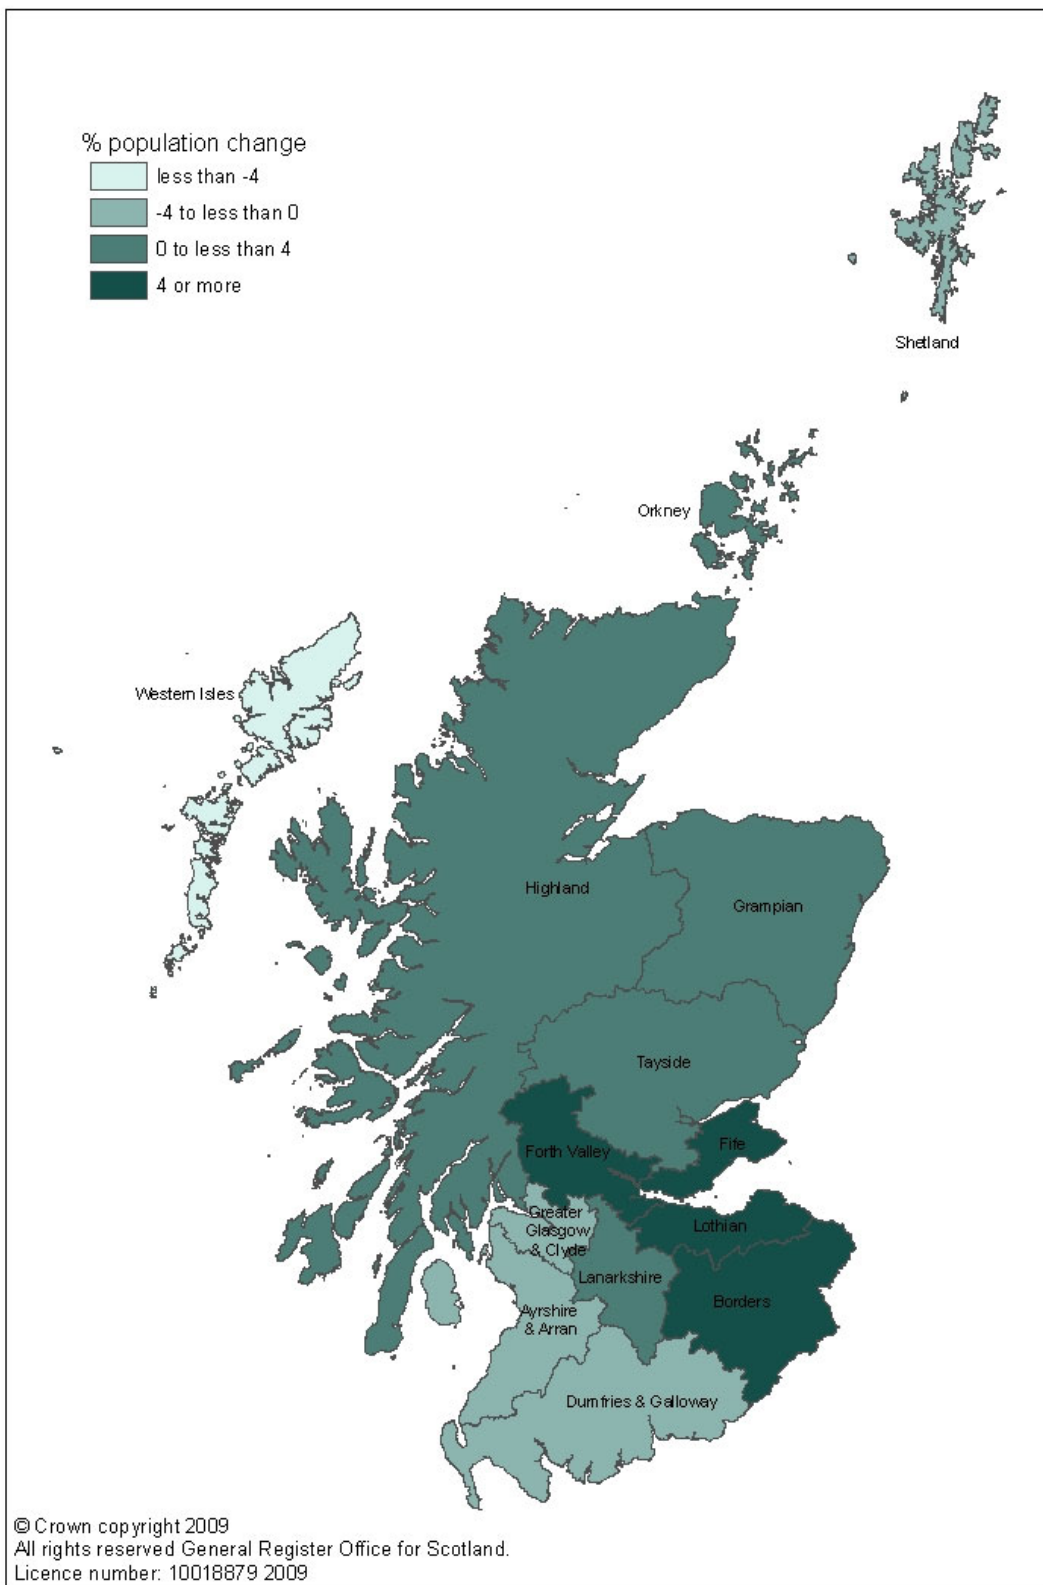 % population change
less than -4
-4 to less than 0
0 to less than 4
4 or more
Shetland
Orkney
Western Isles
Highland
Grampian
Tayside
Forth Valley
Fife
Greater
Glasgow
& Clyde
Lothian
Lanarkshire
Borders
Ayrshire
& Arran
Dumfries & Galloway
© Crown copyright 2009
All rights reserved General Register Office for Scotland.
Licence number: 10018879 2009